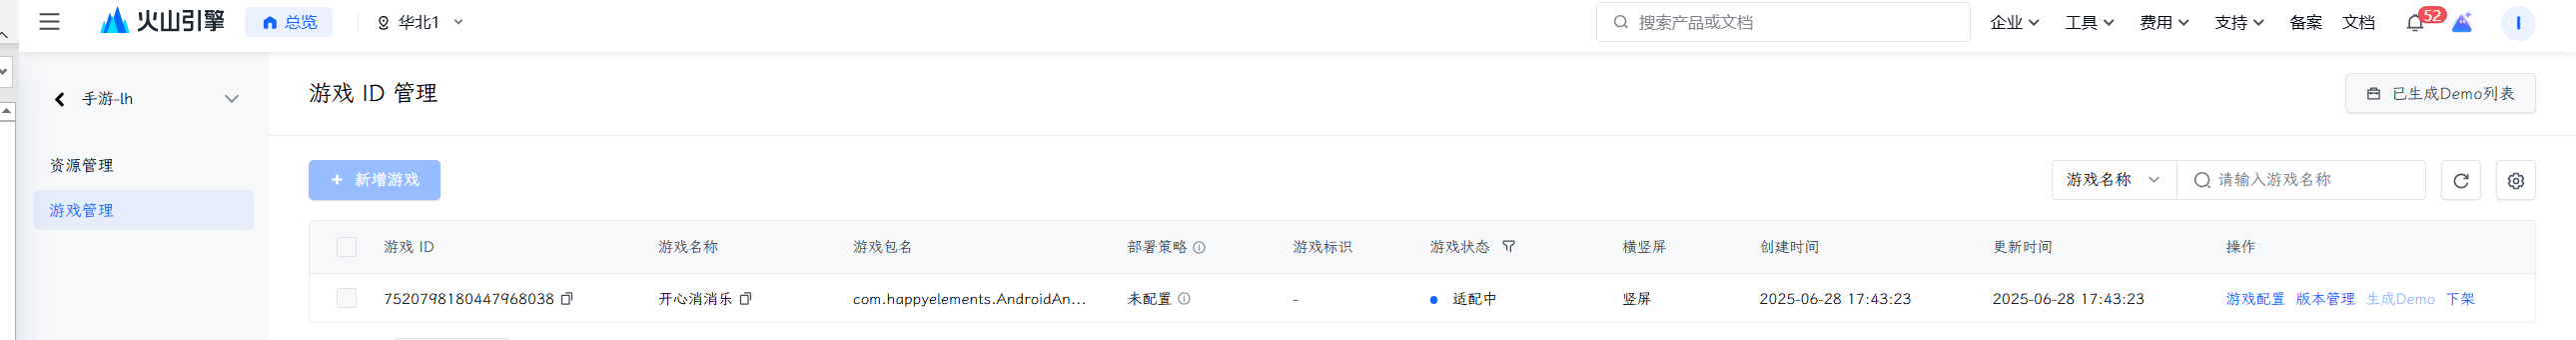 火山引擎 总览 华北1 搜索产品或文档 企业 工具 费用 支持 备案 文档 52 I
手游-lh
游戏 ID 管理 已生成Demo列表
资源管理
+ 新增游戏 游戏名称 请输入游戏名称
游戏管理
游戏 ID 游戏名称 游戏包名 部署策略 游戏标识 游戏状态 横竖屏 创建时间 更新时间 操作
7520798180447968038 开心消消乐 com.happyelements.AndroidAn... 未配置 - 适配中 竖屏 2025-06-28 17:43:23 2025-06-28 17:43:23 游戏配置 版本管理 生成Demo 下架